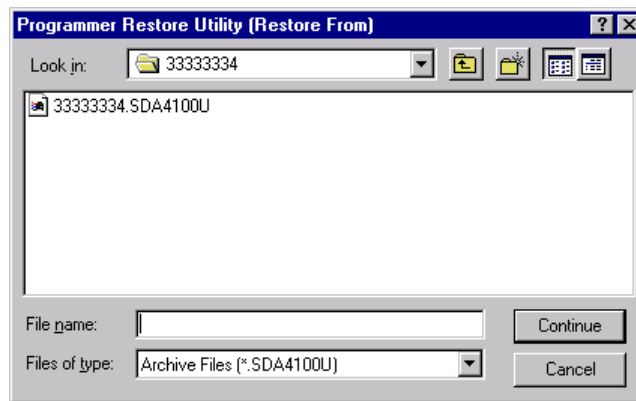 Programmer Restore Utility (Restore From)
Look in: 33333334
33333334.SDA4100U
File name:
Continue
Files of type: Archive Files (*.SDA4100U)
Cancel